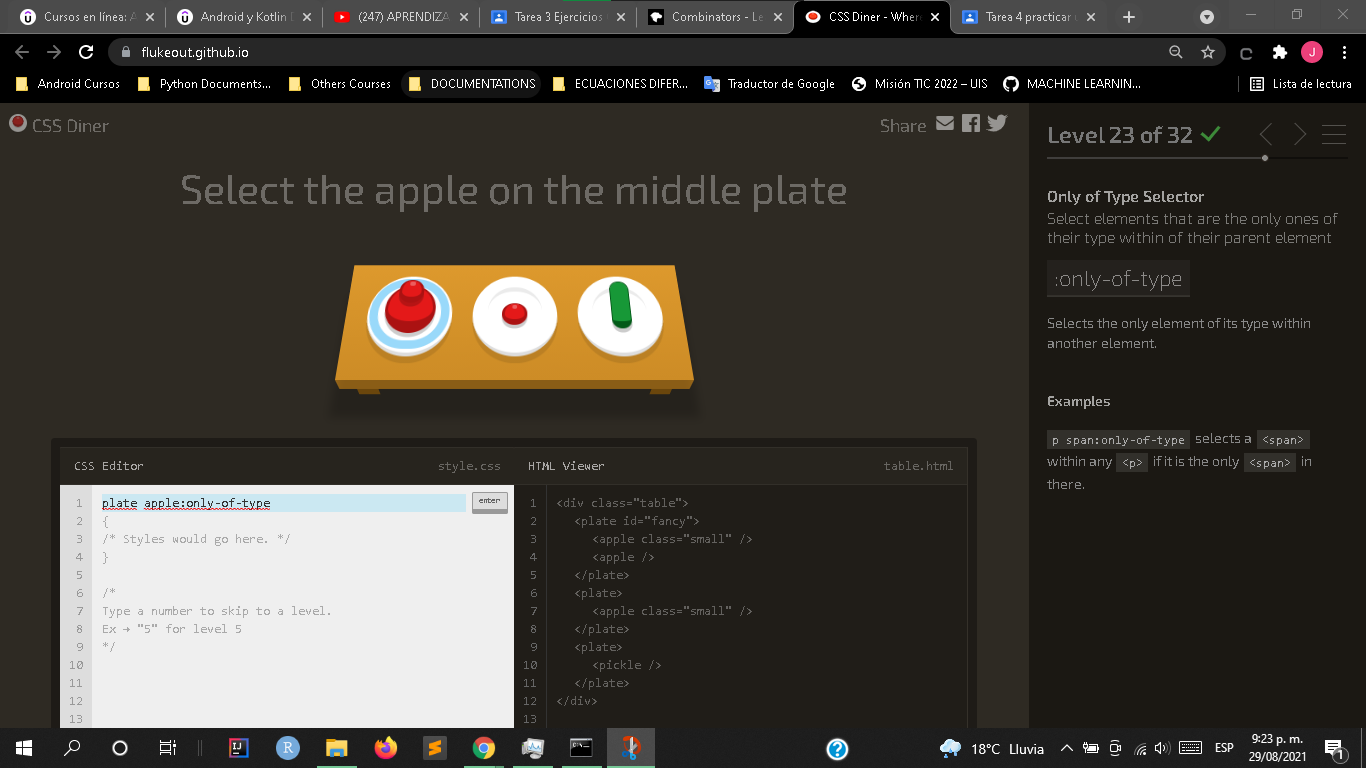 Cursos en línea: A
Android y Kotlin D
(247) APRENDIZA
Tarea 3 Ejercicios
Combinators - Le
CSS Diner - Wher
Tarea 4 practicar
flukeout.github.io
J
Android Cursos
Python Documents...
Others Courses
DOCUMENTATIONS
ECUACIONES DIFER...
Traductor de Google
Misión TIC 2022 – UIS
MACHINE LEARNIN...
Lista de lectura
CSS Diner
Share
Level 23 of 32
Select the apple on the middle plate
Only of Type Selector
Select elements that are the only ones of
their type within of their parent element
:only-of-type
Selects the only element of its type within
another element.
Examples
p span:only-of-type selects a <span>
within any <p> if it is the only <span> in
there.
CSS Editor
style.css
1 plate apple:only-of-type
enter
2 {
3 /* Styles would go here. */
4 }
5
6 /*
7 Type a number to skip to a level.
8 Ex → "5" for level 5
9 */
10
11
12
13
HTML Viewer
table.html
1 <div class="table">
2 <plate id="fancy">
3 <apple class="small" />
4 <apple />
5 </plate>
6 <plate>
7 <apple class="small" />
8 </plate>
9 <plate>
10 <pickle />
11 </plate>
12 </div>
13
IJ
R
18°C Lluvia
ESP
9:23 p. m.
29/08/2021
1